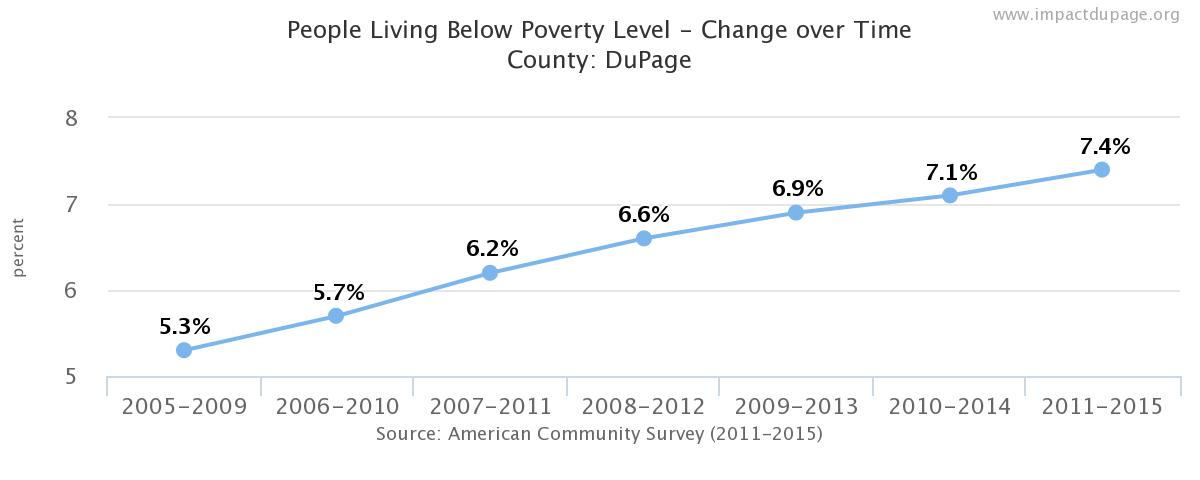 www.impactdupage.org
People Living Below Poverty Level – Change over Time
County: DuPage
percent
8
7
6
5
5.3%
5.7%
6.2%
6.6%
6.9%
7.1%
7.4%
2005–2009 2006–2010 2007–2011 2008–2012 2009–2013 2010–2014 2011–2015
Source: American Community Survey (2011–2015)